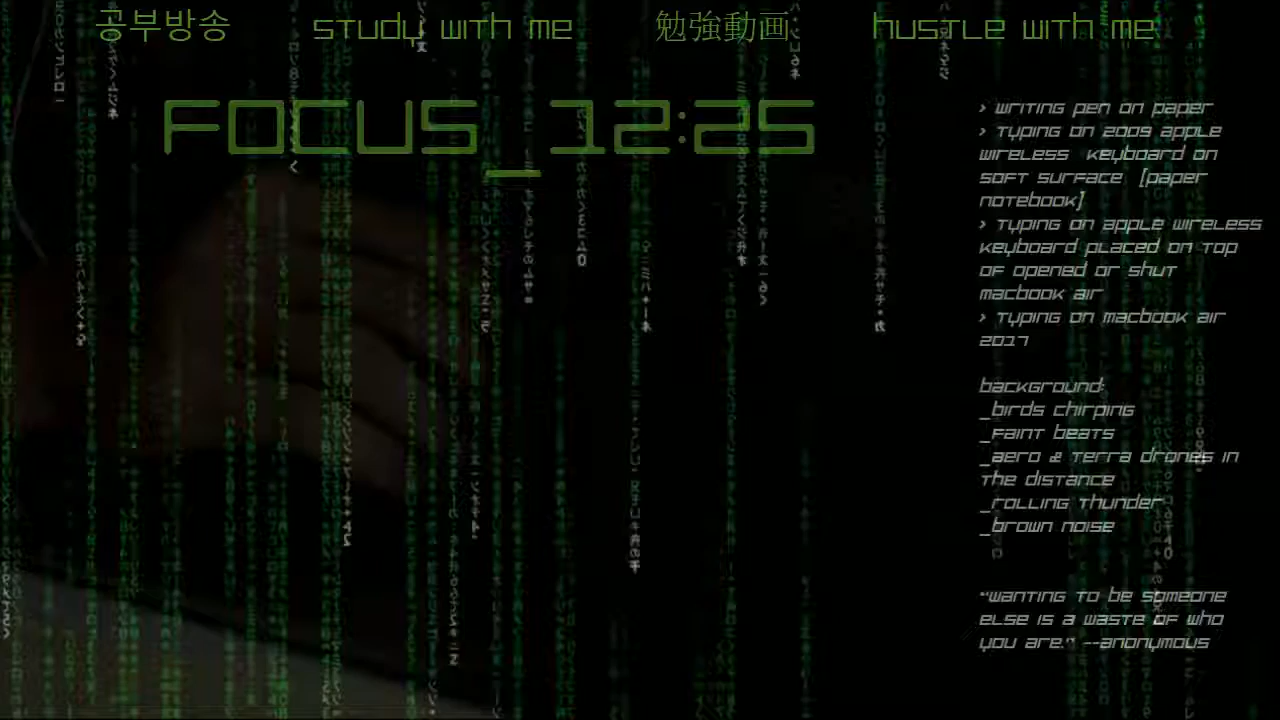 공부방송 study with me 勉強動画 hustle with me
FOCUS_ 12:25
> writing pen on paper
> typing on 2009 apple
wireless keyboard on
soft surface [paper
notebook]
> typing on apple wireless
keyboard placed on top
of opened or shut
macbook air
> typing on macbook air
2017
background:
_birds chirping
_faint beats
_aero & terra drones in
the distance
_rolling thunder
_brown noise
"wanting to be someone
else is a waste of who
you are." --anonymous